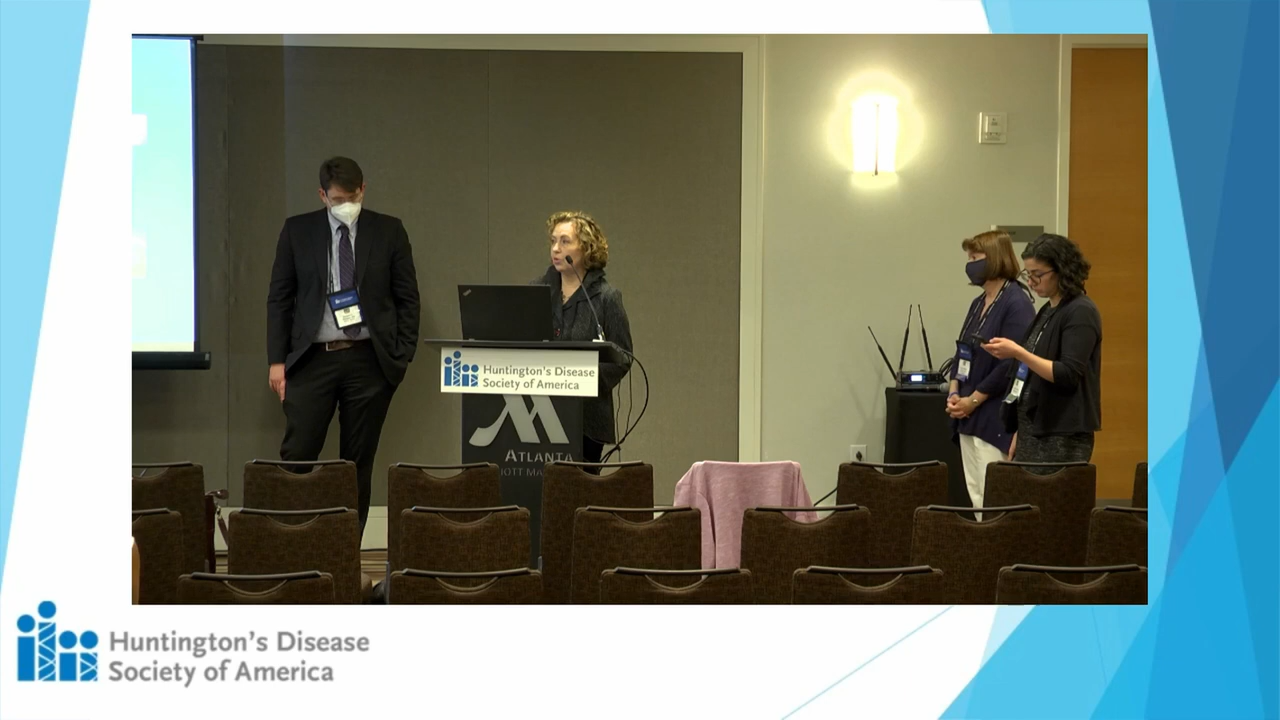 Huntington's Disease
Society of America
ATLANTA
Huntington's Disease
Society of America